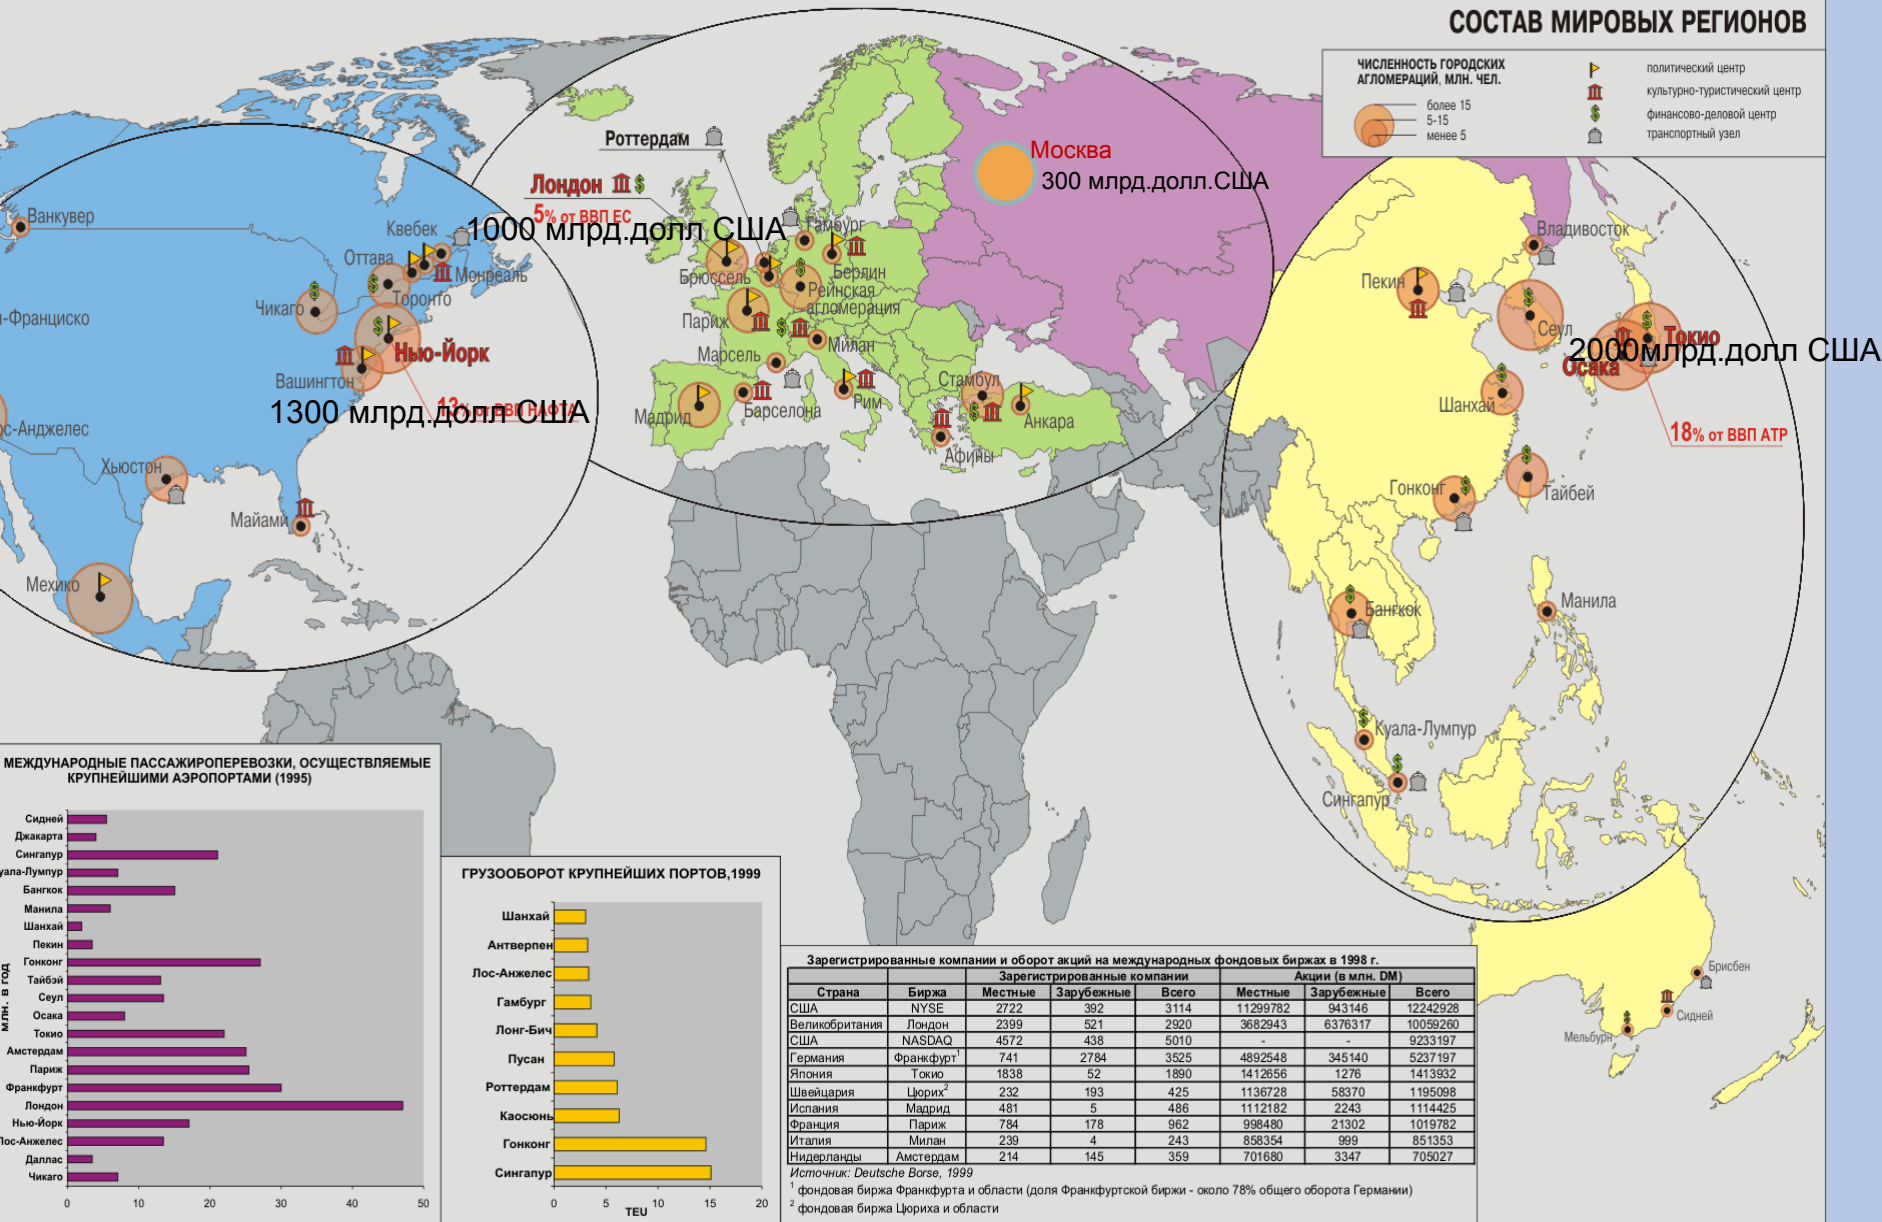 СОСТАВ МИРОВЫХ РЕГИОНОВ
ЧИСЛЕННОСТЬ ГОРОДСКИХ
АГЛОМЕРАЦИЙ, МЛН. ЧЕЛ.
более 15
5-15
менее 5
политический центр
культурно-туристический центр
финансово-деловой центр
транспортный узел
Роттердам
Лондон
5% от ВВП ЕС
1000 млрд.долл США
Москва
300 млрд.долл.США
Ванкувер
Квебек
Оттава
Монреаль
Торонто
Чикаго
н-Франциско
Нью-Йорк
Вашингтон
13% от ВВП НАФТА
1300 млрд.долл США
ос-Анджелес
Хьюстон
Майами
Мехико
Гамбург
Брюссель
Берлин
Рейнская
агломерация
Париж
Милан
Марсель
Мадрид
Барселона
Рим
Стамбул
Анкара
Афины
Владивосток
Пекин
Сеул
Токио
2000млрд.долл США
Осака
Шанхай
18% от ВВП АТР
Гонконг
Тайбей
Бангкок
Манила
Куала-Лумпур
Сингапур
Брисбен
Сидней
Мельбурн
МЕЖДУНАРОДНЫЕ ПАССАЖИРОПЕРЕВОЗКИ, ОСУЩЕСТВЛЯЕМЫЕ
КРУПНЕЙШИМИ АЭРОПОРТАМИ (1995)
млн. в год
Сидней
Джакарта
Сингапур
уала-Лумпур
Бангкок
Манила
Шанхай
Пекин
Гонконг
Тайбэй
Сеул
Осака
Токио
Амстердам
Париж
Франкфурт
Лондон
Нью-Йорк
Лос-Анжелес
Даллас
Чикаго
0 10 20 30 40 50
ГРУЗООБОРОТ КРУПНЕЙШИХ ПОРТОВ,1999
Шанхай
Антверпен
Лос-Анжелес
Гамбург
Лонг-Бич
Пусан
Роттердам
Каосюнь
Гонконг
Сингапур
0 5 10 15 20
TEU
Зарегистрированные компании и оборот акций на международных фондовых биржах в 1998 г.
Зарегистрированные компании Акции (в млн. DM)
Страна Биржа Местные Зарубежные Всего Местные Зарубежные Всего
США NYSE 2722 392 3114 11299782 943146 12242928
Великобритания Лондон 2399 521 2920 3682943 6376317 10059260
США NASDAQ 4572 438 5010 - - 9233197
Германия Франкфурт1 741 2784 3525 4892548 345140 5237197
Япония Токио 1838 52 1890 1412656 1276 1413932
Швейцария Цюрих2 232 193 425 1136728 58370 1195098
Испания Мадрид 481 5 486 1112182 2243 1114425
Франция Париж 784 178 962 998480 21302 1019782
Италия Милан 239 4 243 858354 999 851353
Нидерланды Амстердам 214 145 359 701680 3347 705027
Источник: Deutsche Borse, 1999
1 фондовая биржа Франкфурта и области (доля Франкфуртской биржи - около 78% общего оборота Германии)
2 фондовая биржа Цюриха и области